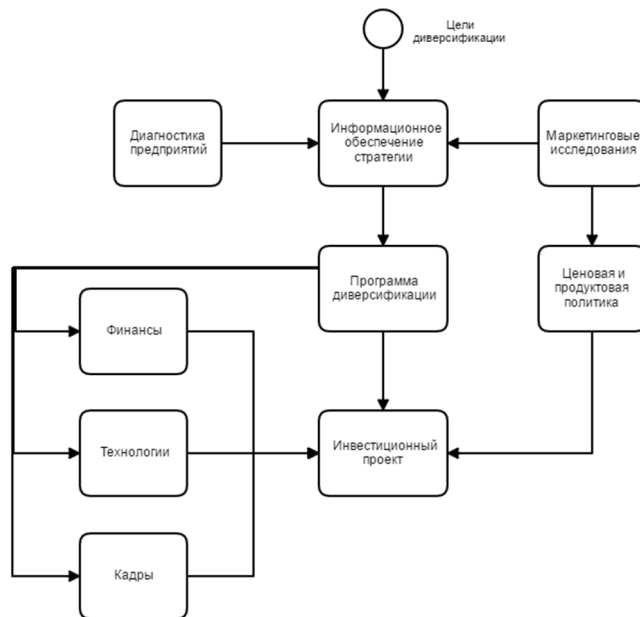 Цели
диверсификации
Диагностика
предприятий
Информационное
обеспечение
стратегии
Маркетинговые
исследования
Программа
диверсификации
Ценовая и
продуктовая
политика
Финансы
Технологии
Инвестиционный
проект
Кадры